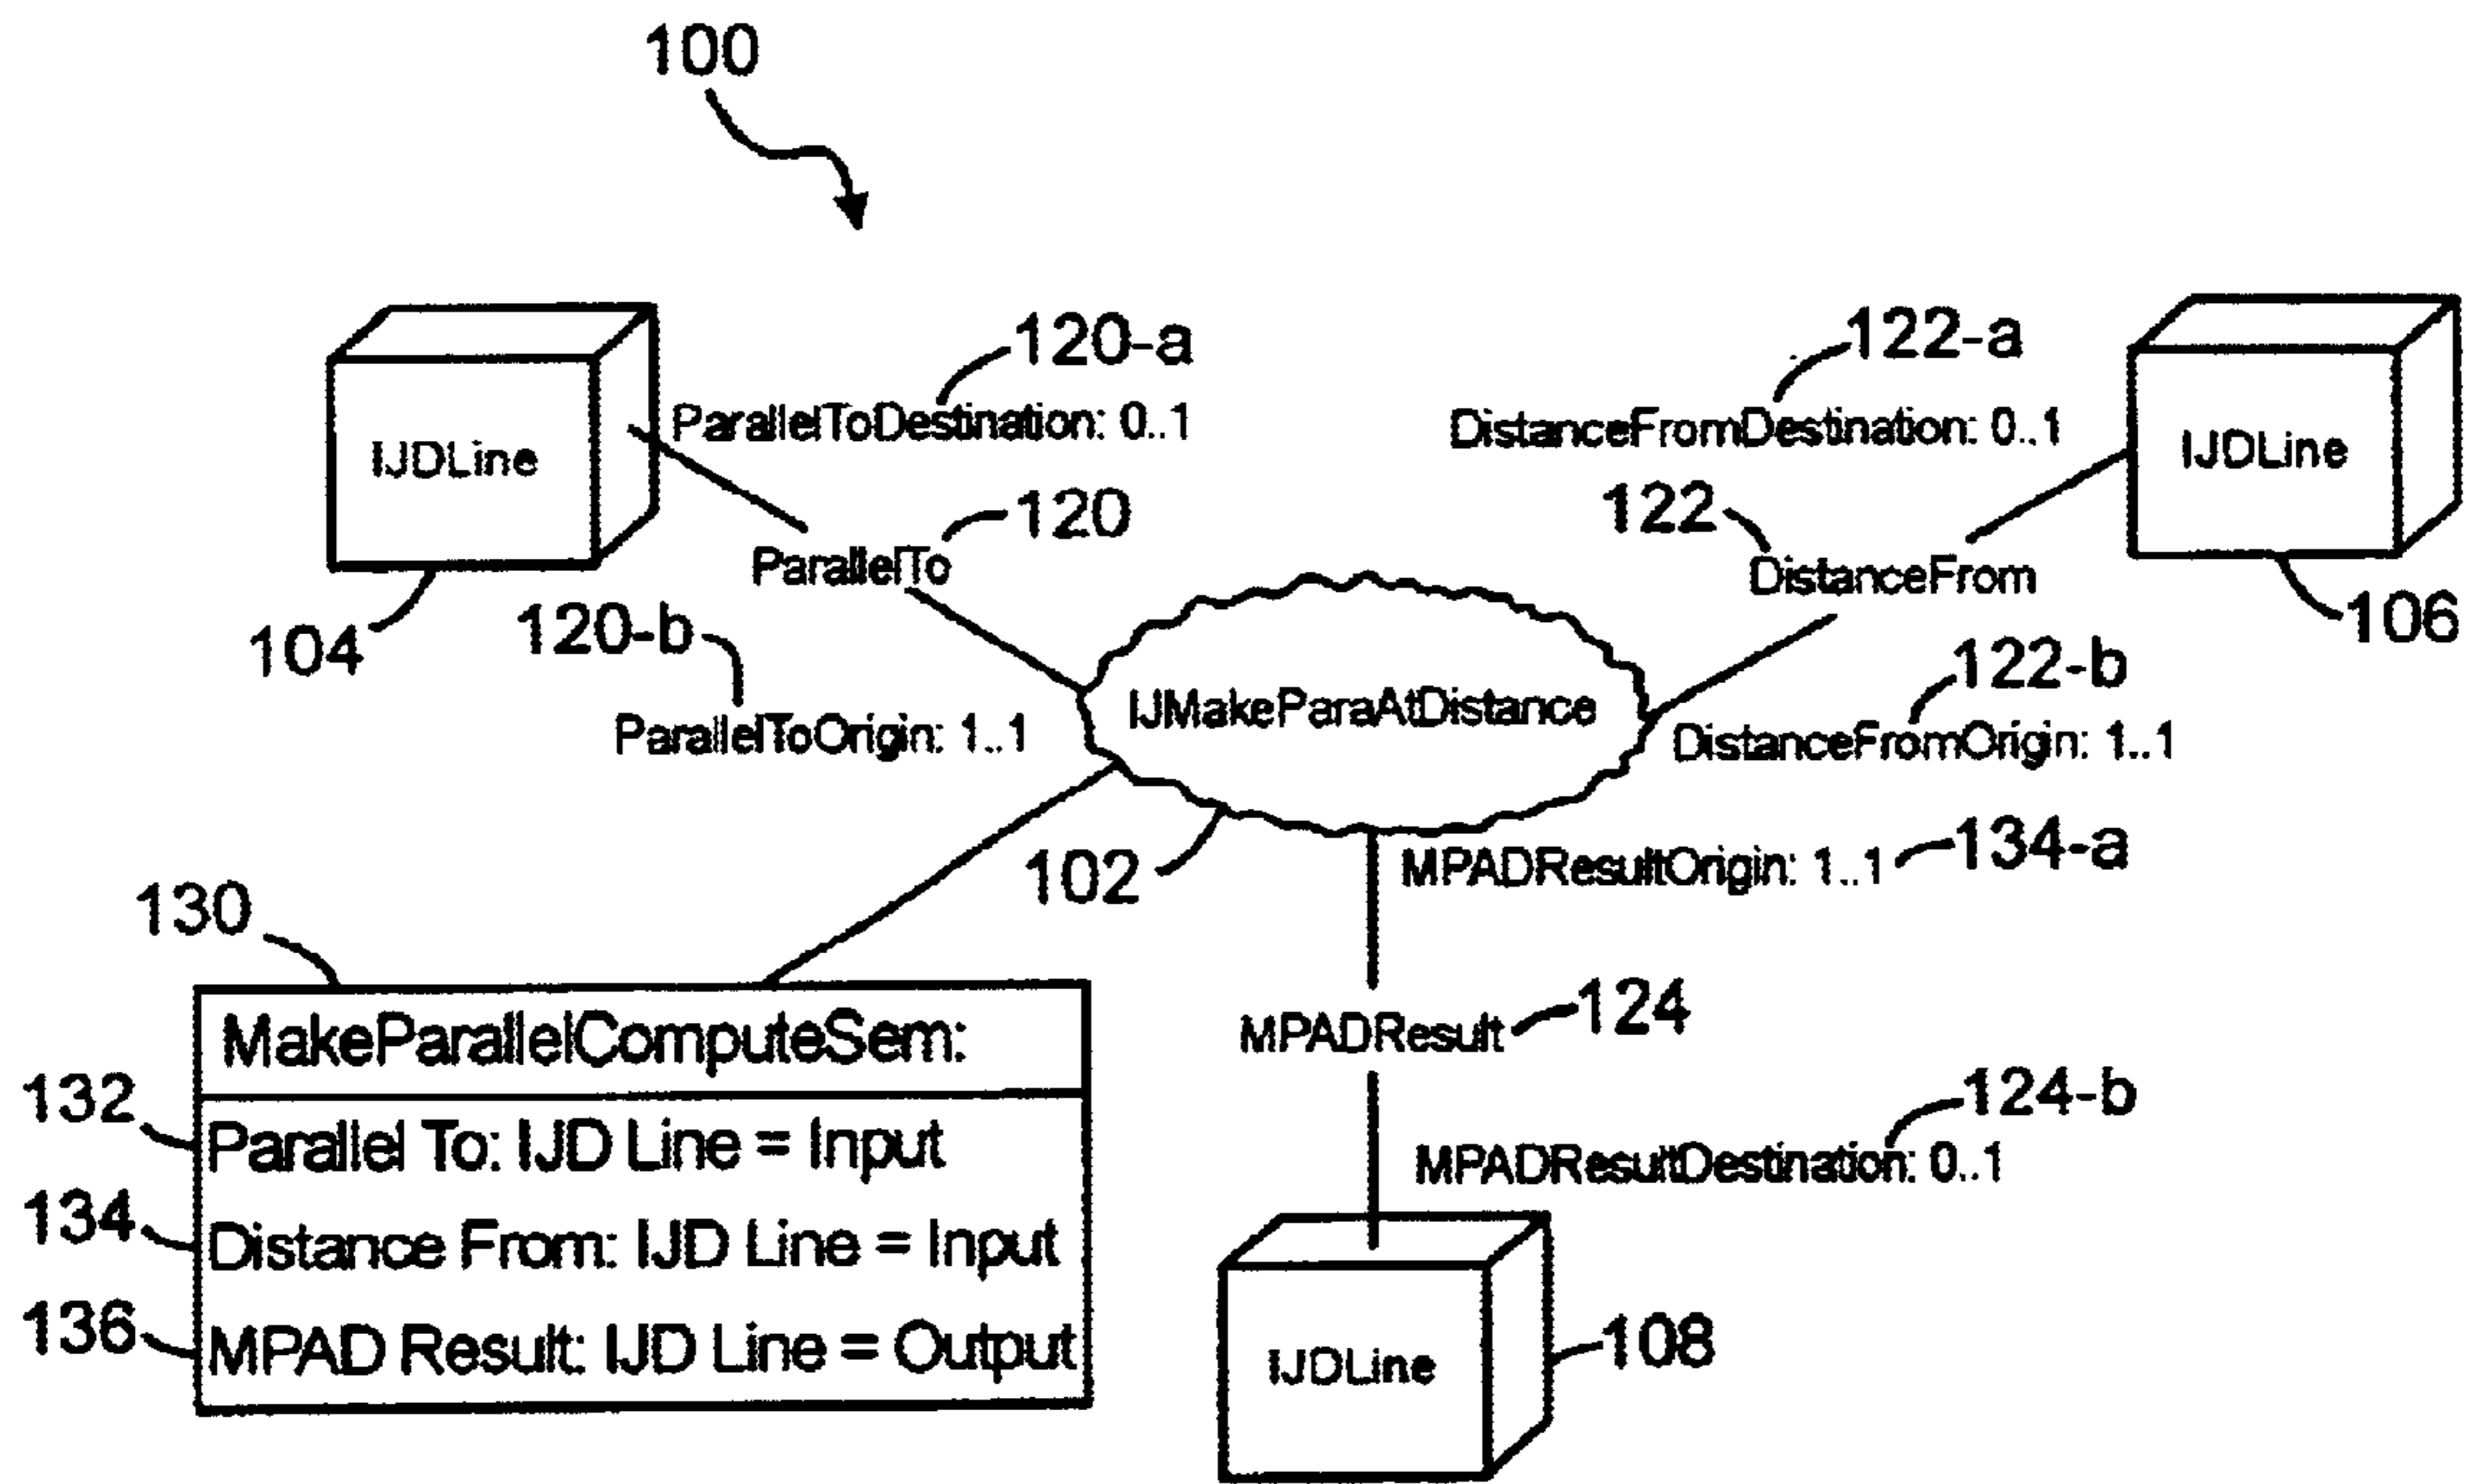 100
120-a
122-a
ParallelToDestination: 0..1
DistanceFromDestination: 0..1
IJDLine
IJDLine
120
122
ParallelTo
DistanceFrom
104
120-b
106
122-b
IJMakeParaAtDistance
ParallelToOrigin: 1..1
DistanceFromOrigin: 1..1
102
MPADResultOrigin: 1..1
134-a
130
MakeParallelComputeSem:
MPADResult
124
132
Parallel To: IJD Line = Input
124-b
MPADResultDestination: 0..1
134
Distance From: IJD Line = Input
136
MPAD Result: IJD Line = Output
IJDLine
108